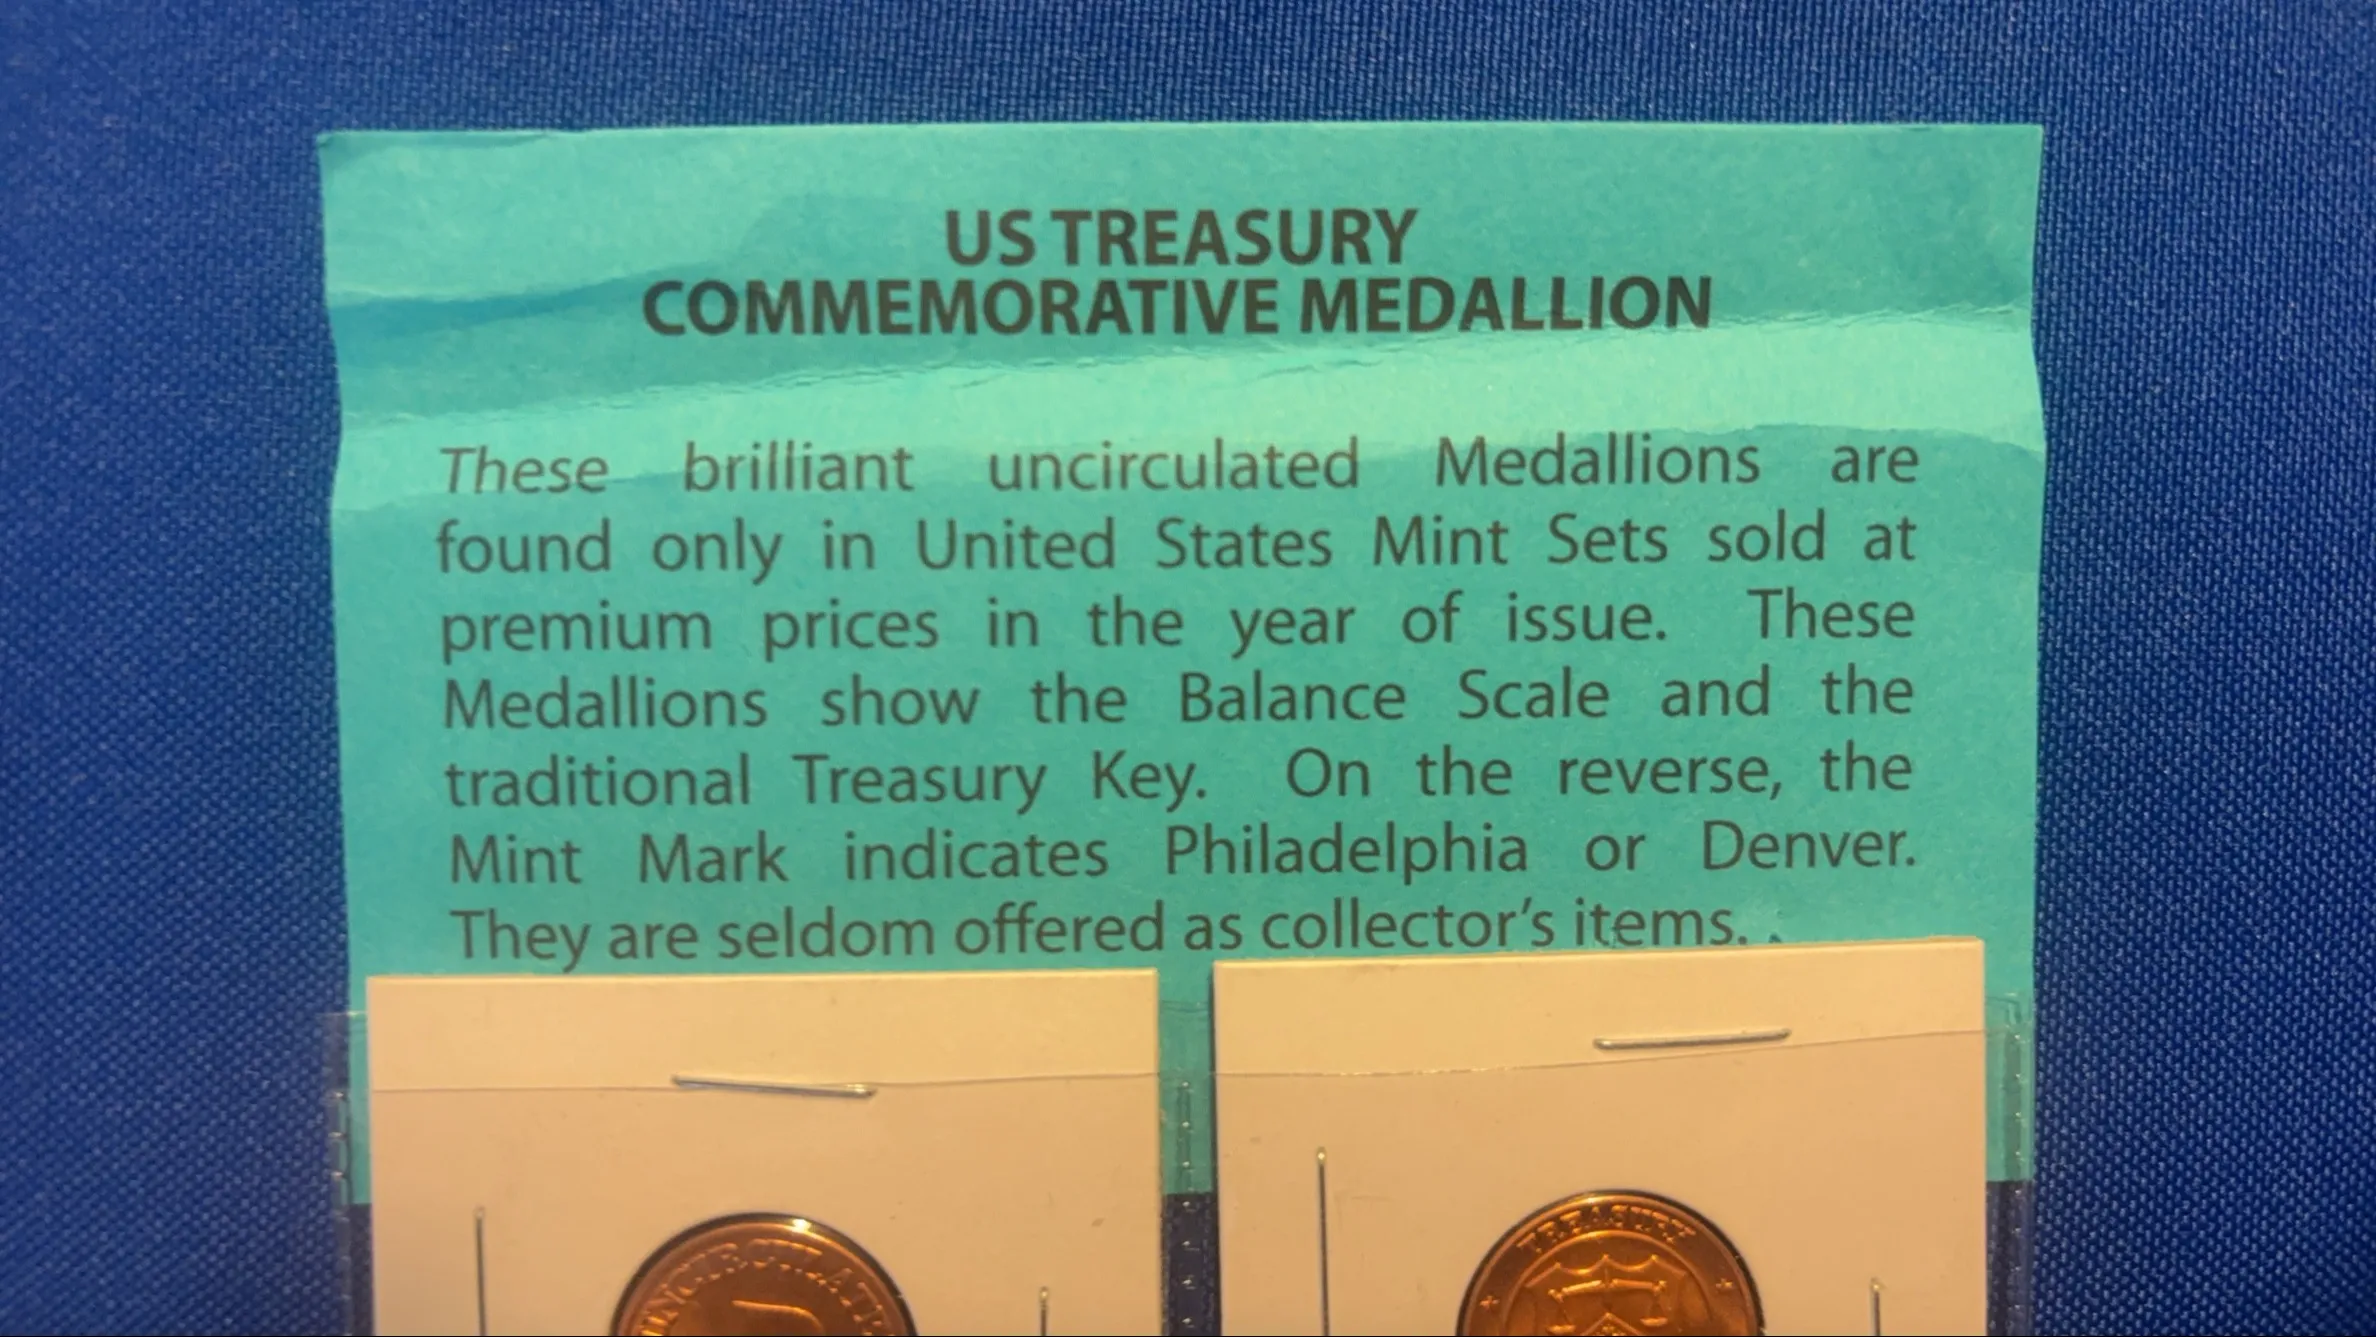 US TREASURY
COMMEMORATIVE MEDALLION
These brilliant uncirculated Medallions are
found only in United States Mint Sets sold at
premium prices in the year of issue. These
Medallions show the Balance Scale and the
traditional Treasury Key. On the reverse, the
Mint Mark indicates Philadelphia or Denver.
They are seldom offered as collector's items.
TREASURY